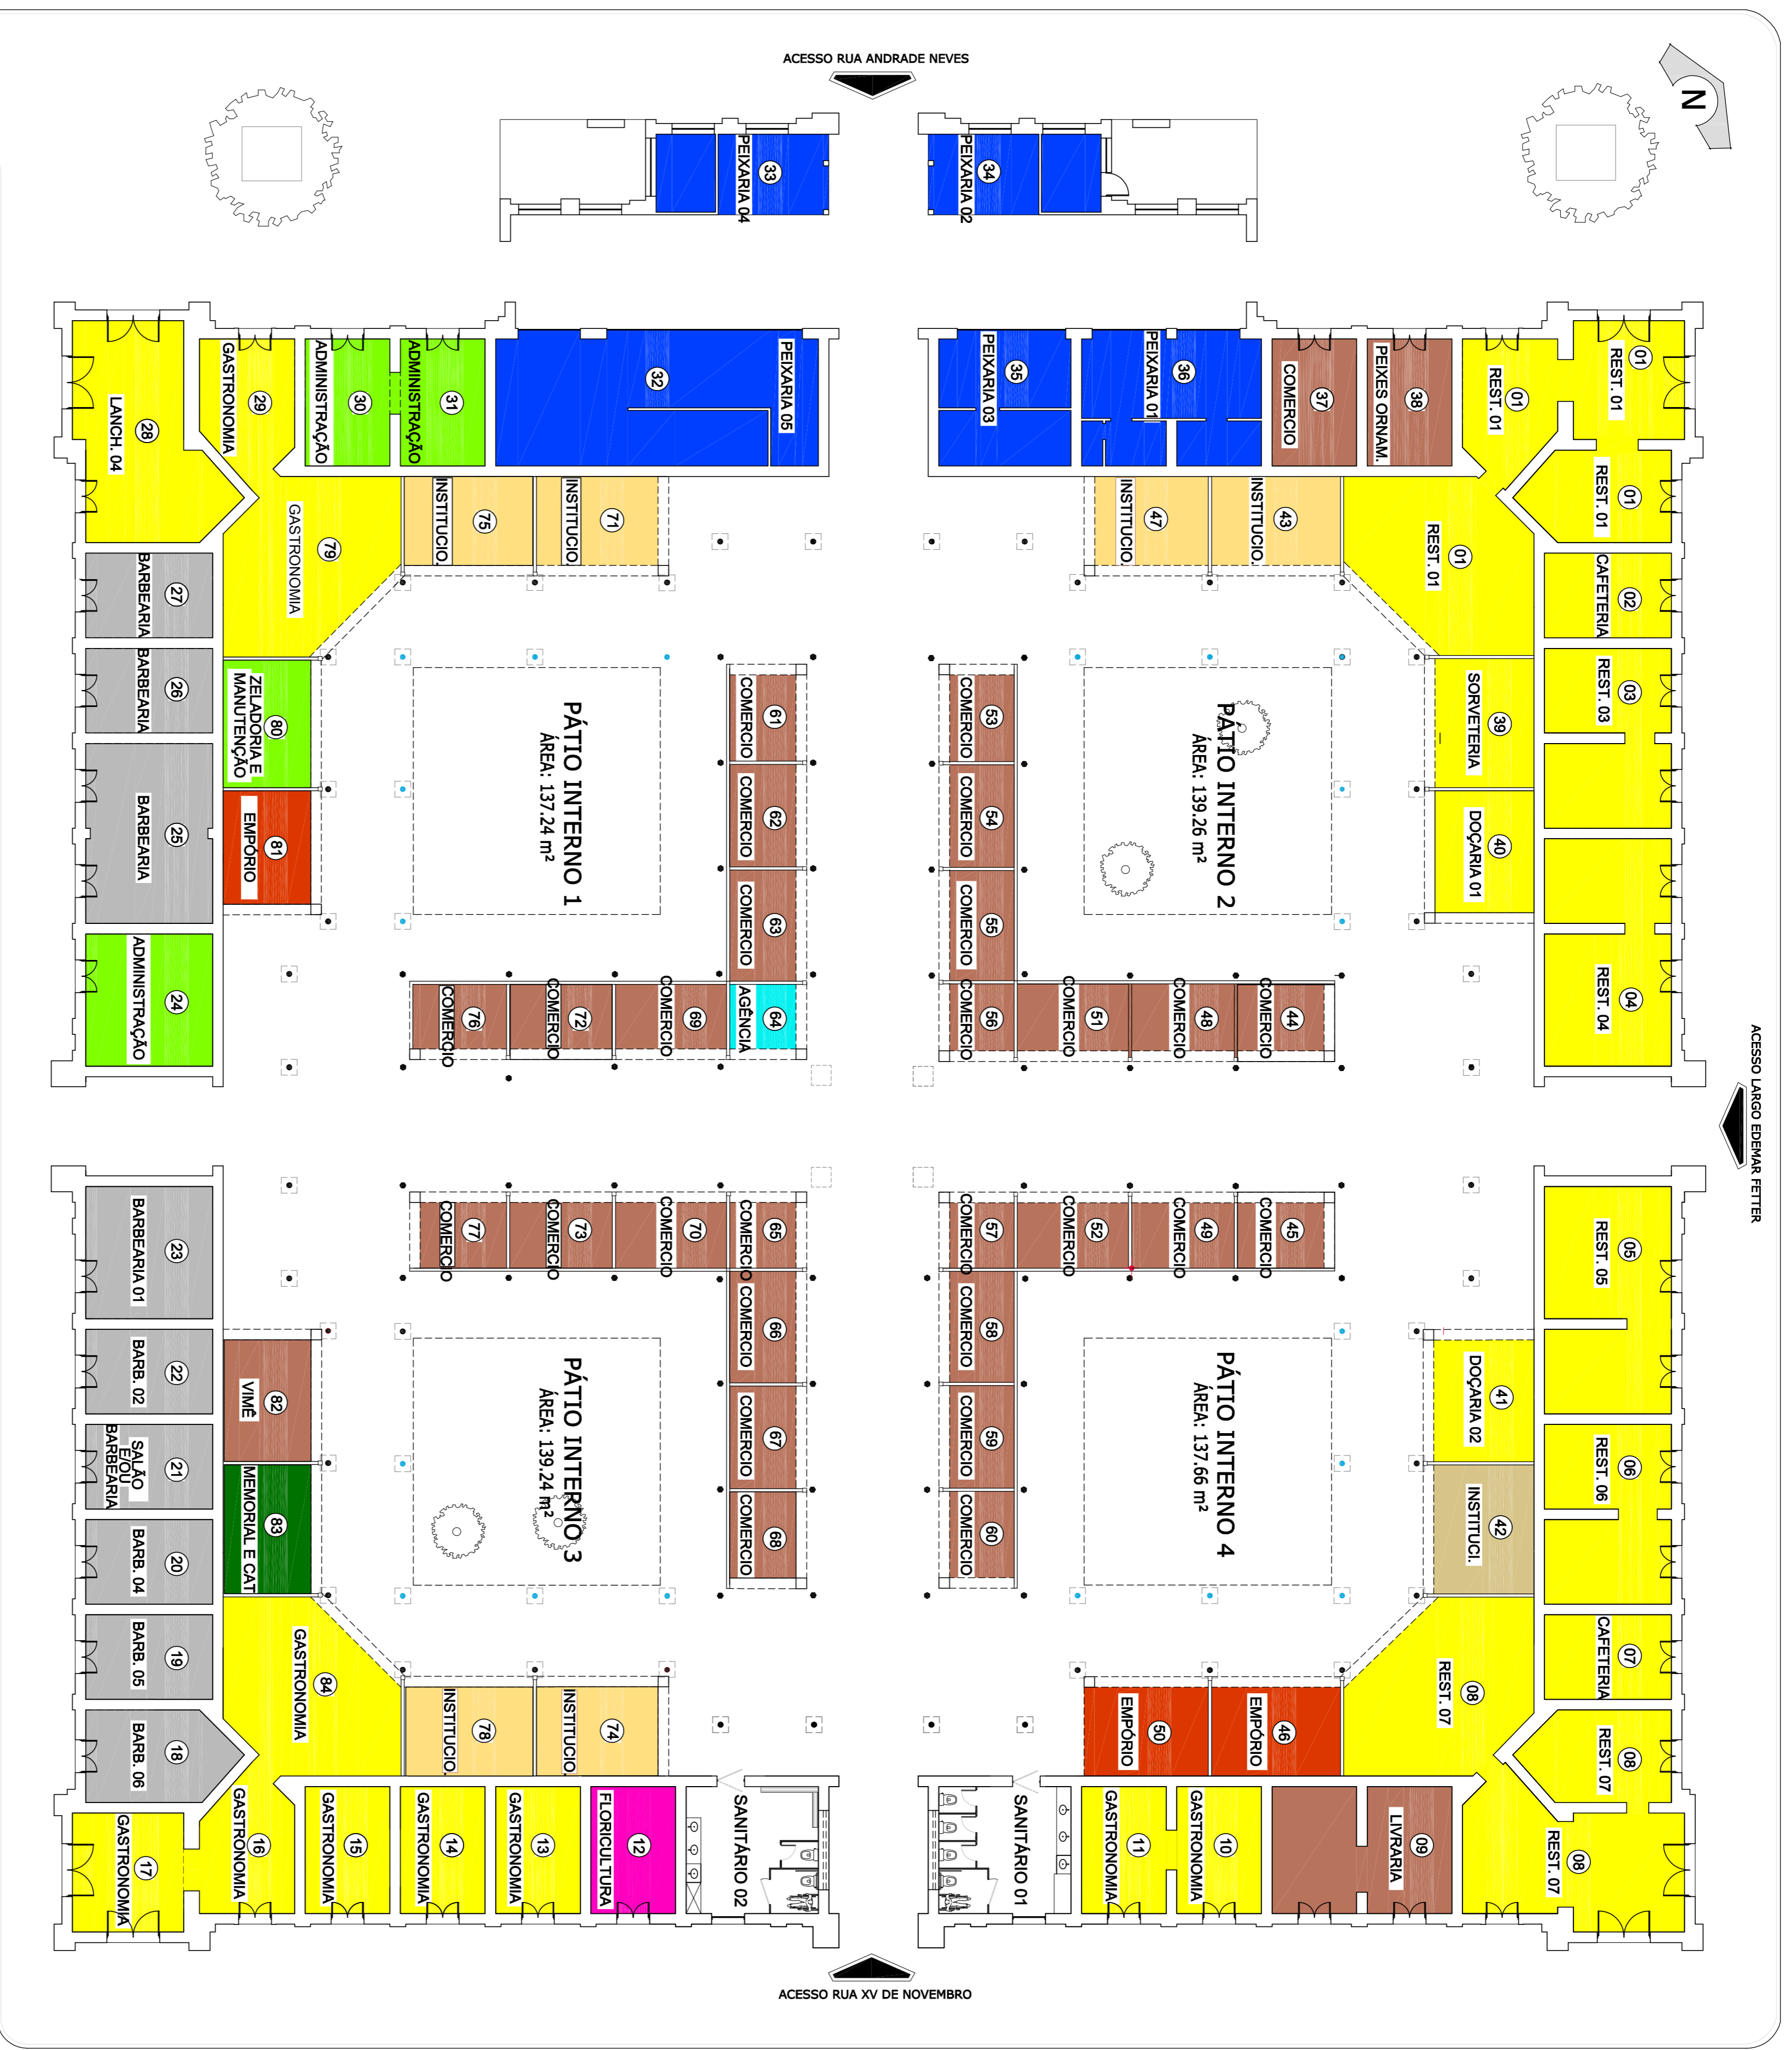 ACESSO RUA ANDRADE NEVES
N
33
PEIXARIA 04
34
PEIXARIA 02
28
LANCH. 04
29
GASTRONOMIA
30
ADMINISTRAÇÃO
31
ADMINISTRAÇÃO
32
PEIXARIA 05
35
PEIXARIA 03
36
PEIXARIA 01
37
COMERCIO
38
PEIXES ORNAM.
01
REST. 01
01
REST. 01
01
REST. 01
01
REST. 01
79
GASTRONOMIA
75
INSTITUCIO.
71
INSTITUCIO.
47
INSTITUCIO.
43
INSTITUCIO.
27
BARBEARIA
26
BARBEARIA
25
BARBEARIA
24
ADMINISTRAÇÃO
80
ZELADORIA E
MANUTENÇÃO
81
EMPÓRIO
PÁTIO INTERNO 1
ÁREA: 137.24 m²
61
COMERCIO
62
COMERCIO
63
COMERCIO
64
AGÊNCIA
69
COMERCIO
72
COMERCIO
76
COMERCIO
53
COMERCIO
54
COMERCIO
55
COMERCIO
56
COMERCIO
51
COMERCIO
48
COMERCIO
44
COMERCIO
PÁTIO INTERNO 2
ÁREA: 139.26 m²
39
SORVETERIA
40
DOÇARIA 01
02
CAFETERIA
03
REST. 03
04
REST. 04
ACESSO LARGO EDEMAR FETTER
23
BARBEARIA 01
22
BARB. 02
21
SALÃO
E/OU
BARBEARIA
20
BARB. 04
19
BARB. 05
18
BARB. 06
82
VIMÊ
83
MEMORIAL E CAT
84
GASTRONOMIA
77
COMERCIO
73
COMERCIO
70
COMERCIO
65
COMERCIO
66
COMERCIO
67
COMERCIO
68
COMERCIO
PÁTIO INTERNO 3
ÁREA: 139.24 m²
57
COMERCIO
52
COMERCIO
49
COMERCIO
45
COMERCIO
58
COMERCIO
59
COMERCIO
60
COMERCIO
PÁTIO INTERNO 4
ÁREA: 137.66 m²
41
DOÇARIA 02
42
INSTITUCI.
05
REST. 05
06
REST. 06
07
CAFETERIA
08
REST. 07
08
REST. 07
08
REST. 07
78
INSTITUCIO.
74
INSTITUCIO.
50
EMPÓRIO
46
EMPÓRIO
17
GASTRONOMIA
16
GASTRONOMIA
15
GASTRONOMIA
14
GASTRONOMIA
13
GASTRONOMIA
12
FLORICULTURA
SANITÁRIO 02
SANITÁRIO 01
11
GASTRONOMIA
10
GASTRONOMIA
09
LIVRARIA
ACESSO RUA XV DE NOVEMBRO